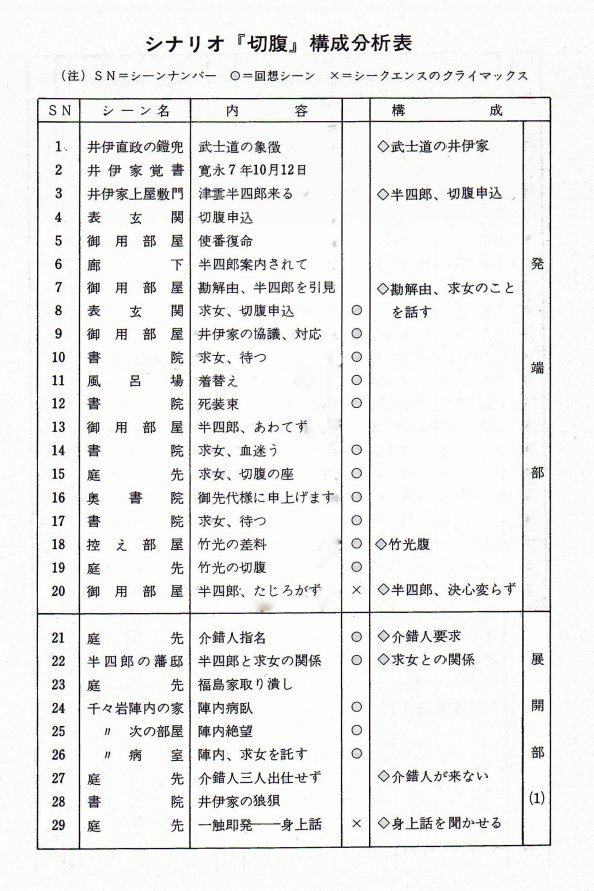 シナリオ『切腹』構成分析表
(注) SN=シーンナンバー ◎=回想シーン ×=シークエンスのクライマックス
SN シーン名 内容 構成
1 井伊直政の鎧兜 武士道の象徴 ◇武士道の井伊家
2 井伊家覚書 寛永7年10月12日
3 井伊家上屋敷門 津雲半四郎来る ◇半四郎、切腹申込
4 表玄関 切腹申込
5 御用部屋 使番復命
6 廊下 半四郎案内されて 発
7 御用部屋 勘解由、半四郎を引見 ◇勘解由、求女のこと
8 表玄関 求女、切腹申込 ◎ を話す
9 御用部屋 井伊家の協議、対応 ◎
10 書院 求女、待つ ◎
11 風呂場 着替え ◎ 端
12 書院 死装束 ◎
13 御用部屋 半四郎、あわてず
14 書院 求女、血迷う ◎
15 庭先 求女、切腹の座 ◎ 部
16 奥書院 御先代様に申上げます ◎
17 書院 求女、待つ ◎
18 控え部屋 竹光の差料 ◎ ◇竹光腹
19 庭先 竹光の切腹 ◎
20 御用部屋 半四郎、たじろがず × ◇半四郎、決心変らず
21 庭先 介錯人指名 ◎ ◇介錯人要求
22 半四郎の藩邸 半四郎と求女の関係 ◎ ◇求女との関係 展
23 庭先 福島家取り潰し
24 千々岩陣内の家 陣内病臥 ◎ 開
25 〃 次の部屋 陣内絶望 ◎
26 〃 病室 陣内、求女を託す ◎ 部
27 庭先 介錯人三人出仕せず ◇介錯人が来ない
28 書院 井伊家の狼狽 (1)
29 庭先 一触即発――身上話 × ◇身上話を聞かせる